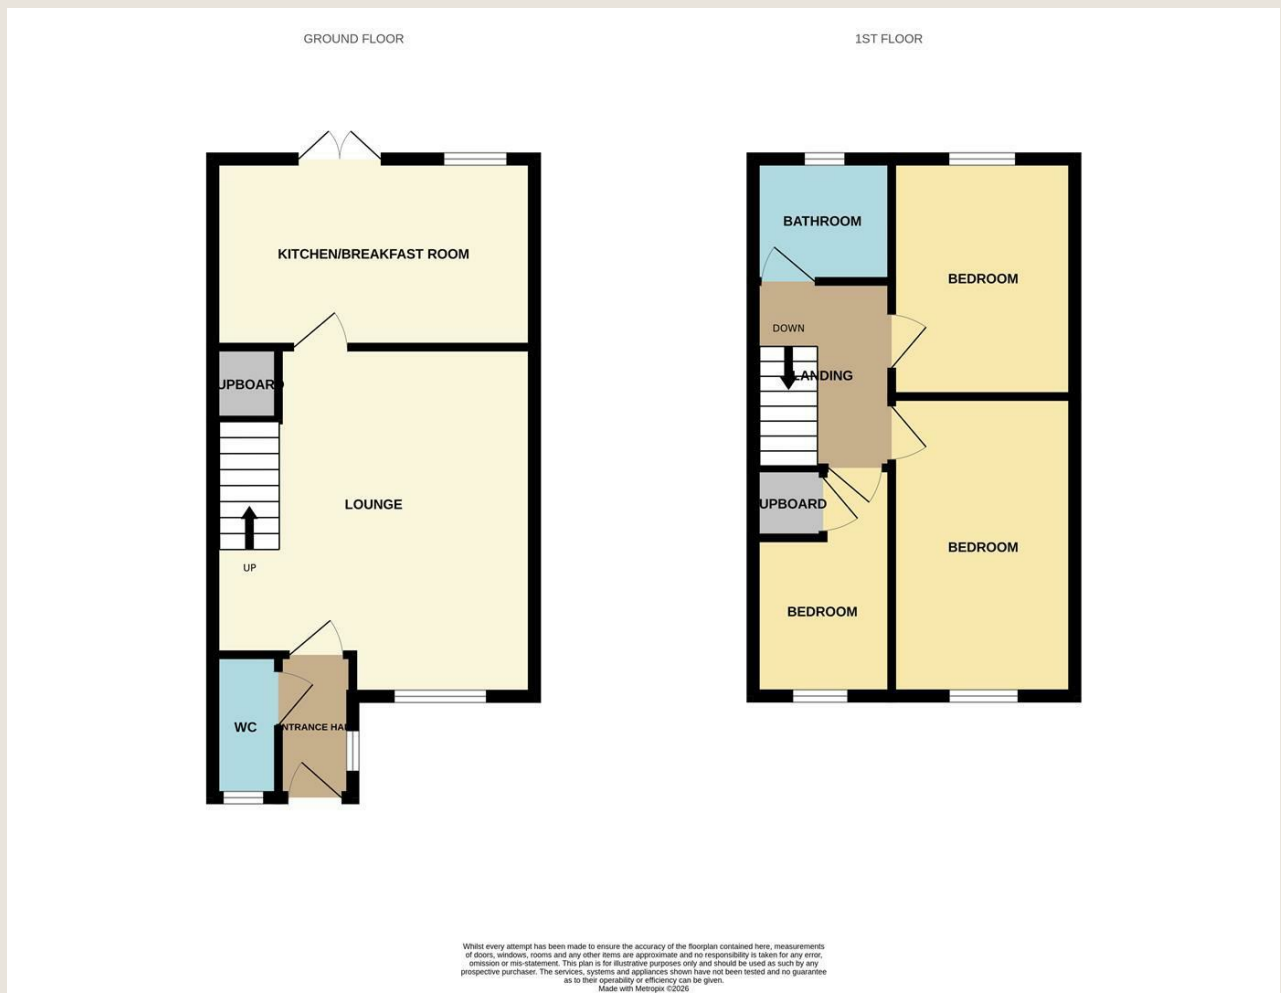 GROUND FLOOR
1ST FLOOR
KITCHEN/BREAKFAST ROOM
UPBOARD
LOUNGE
UP
WC
NTRANCE HAL
BATHROOM
BEDROOM
DOWN
LANDING
UPBOARD
BEDROOM
BEDROOM
Whilst every attempt has been made to ensure the accuracy of the floorplan contained here, measurements
of doors, windows, rooms and any other items are approximate and no responsibility is taken for any error,
omission or mis-statement. This plan is for illustrative purposes only and should be used as such by any
prospective purchaser. The services, systems and appliances shown have not been tested and no guarantee
as to their operability or efficiency can be given.
Made with Metropix ©2026